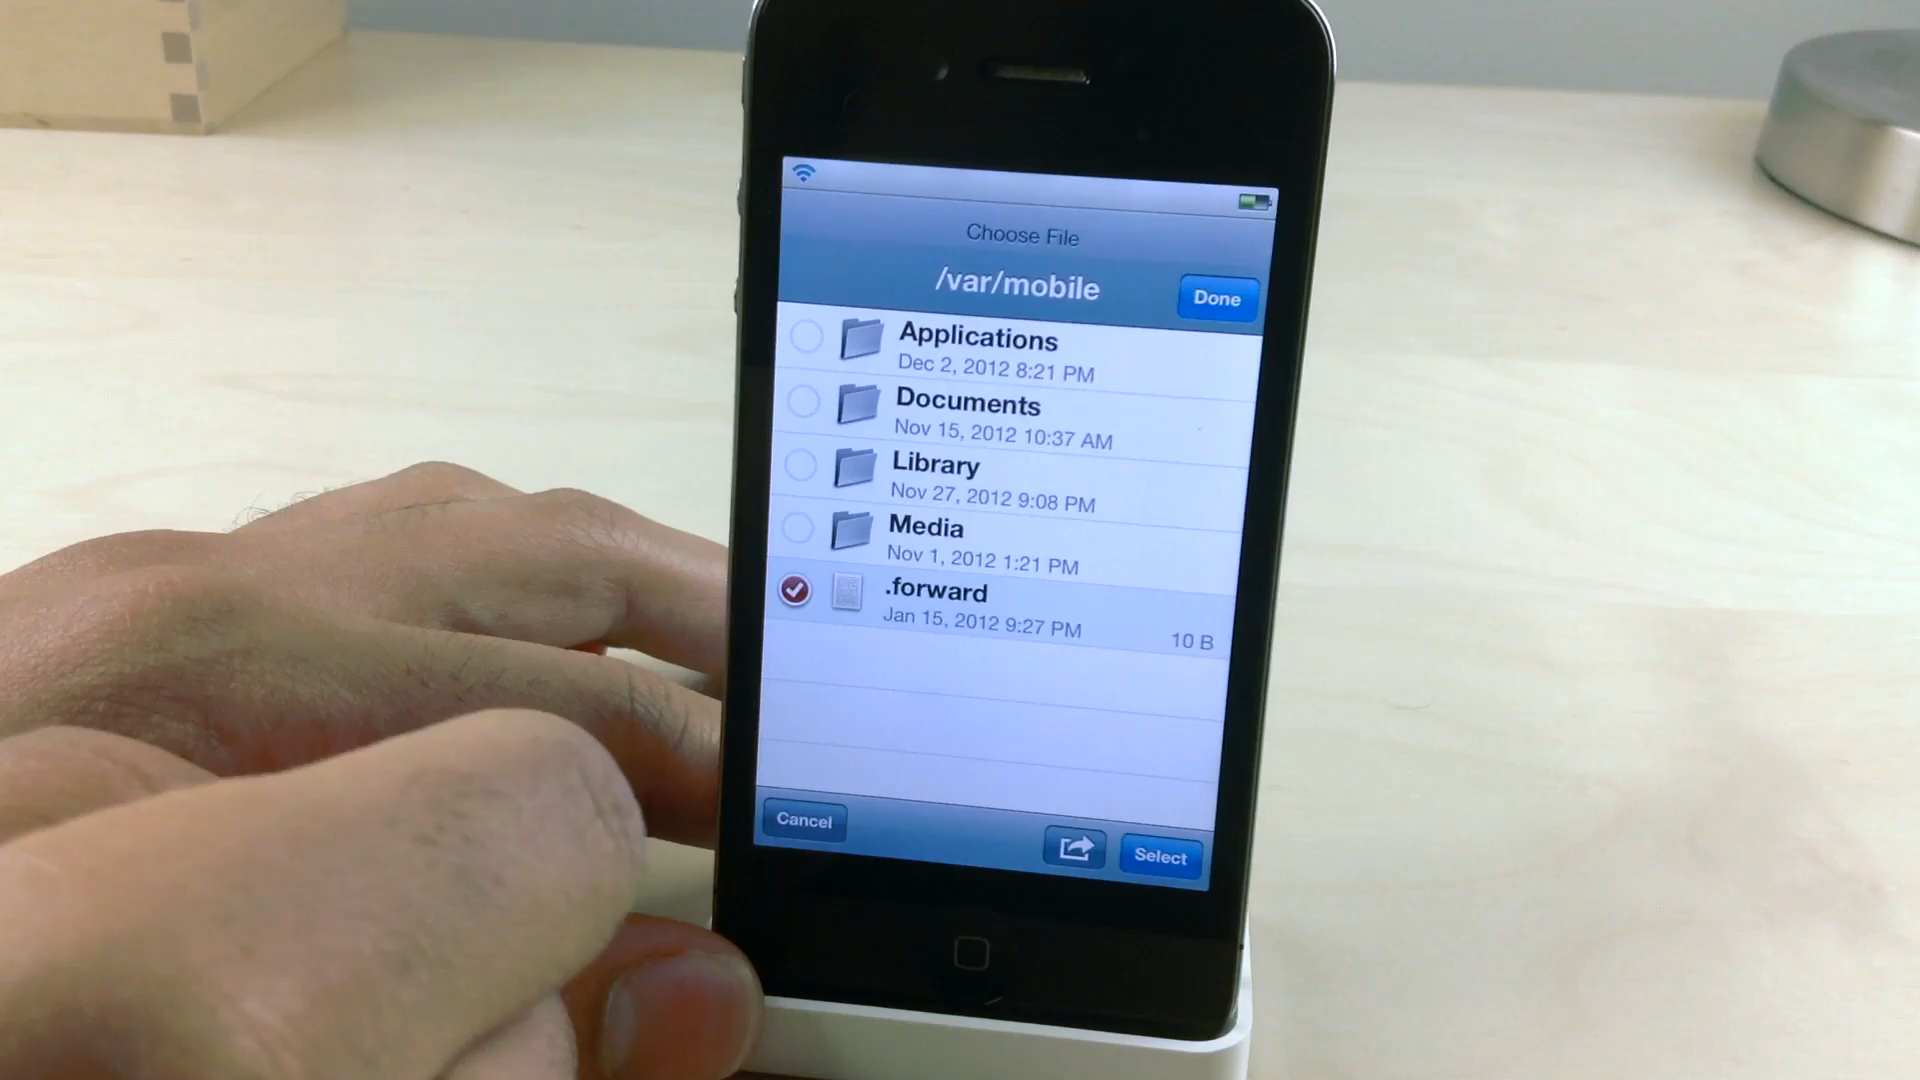 Choose File
/var/mobile
Done
Applications
Dec 2, 2012 8:21 PM
Documents
Nov 15, 2012 10:37 AM
Library
Nov 27, 2012 9:08 PM
Media
Nov 1, 2012 1:21 PM
.forward
Jan 15, 2012 9:27 PM
10 B
Cancel
Select